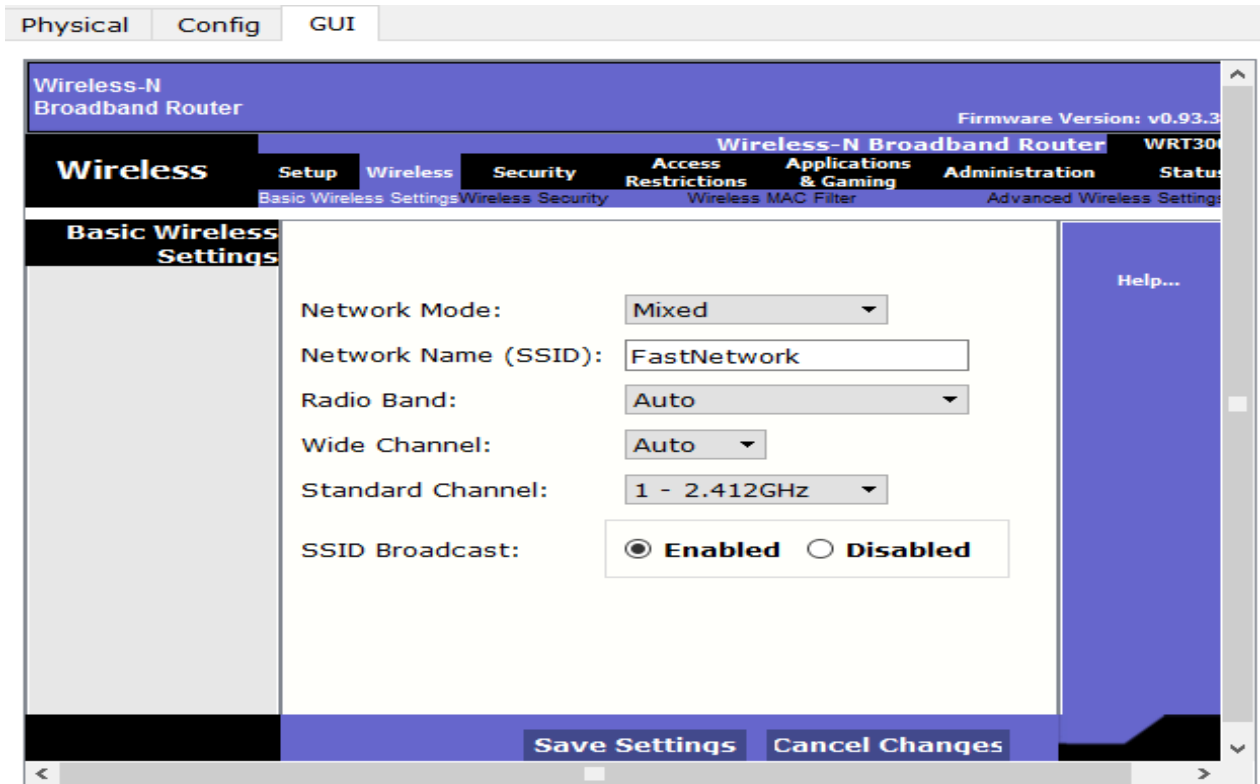 Physical Config GUI
Wireless-N
Broadband Router
Firmware Version: v0.93.3
Wireless-N Broadband Router WRT300
Wireless
Setup Wireless Security Access Restrictions Applications & Gaming Administration Status
Basic Wireless Settings Wireless Security Wireless MAC Filter Advanced Wireless Settings
Basic Wireless
Settings
Help...
Network Mode: Mixed
Network Name (SSID): FastNetwork
Radio Band: Auto
Wide Channel: Auto
Standard Channel: 1 - 2.412GHz
SSID Broadcast: Enabled Disabled
Save Settings Cancel Changes